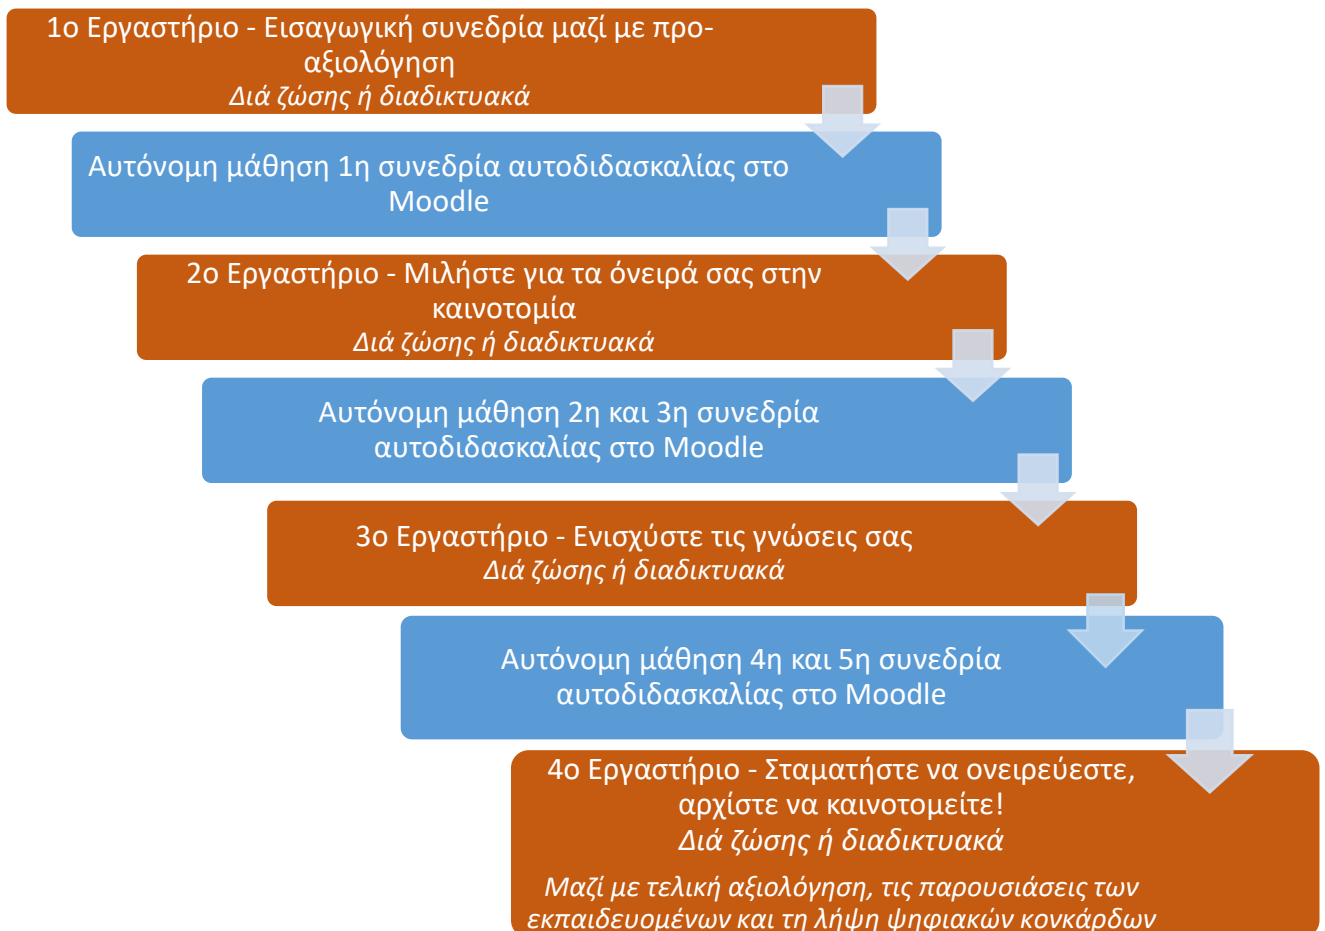 1ο Εργαστήριο - Εισαγωγική συνεδρία μαζί με προ-
αξιολόγηση
Διά ζώσης ή διαδικτυακά
Αυτόνομη μάθηση 1η συνεδρία αυτοδιδασκαλίας στο
Moodle
2ο Εργαστήριο - Μιλήστε για τα όνειρά σας στην
καινοτομία
Διά ζώσης ή διαδικτυακά
Αυτόνομη μάθηση 2η και 3η συνεδρία
αυτοδιδασκαλίας στο Moodle
3ο Εργαστήριο - Ενισχύστε τις γνώσεις σας
Διά ζώσης ή διαδικτυακά
Αυτόνομη μάθηση 4η και 5η συνεδρία
αυτοδιδασκαλίας στο Moodle
4ο Εργαστήριο - Σταματήστε να ονειρεύεστε,
αρχίστε να καινοτομείτε!
Διά ζώσης ή διαδικτυακά
Μαζί με τελική αξιολόγηση, τις παρουσιάσεις των
εκπαιδευομένων και τη λήψη ψηφιακών κονκάρδων